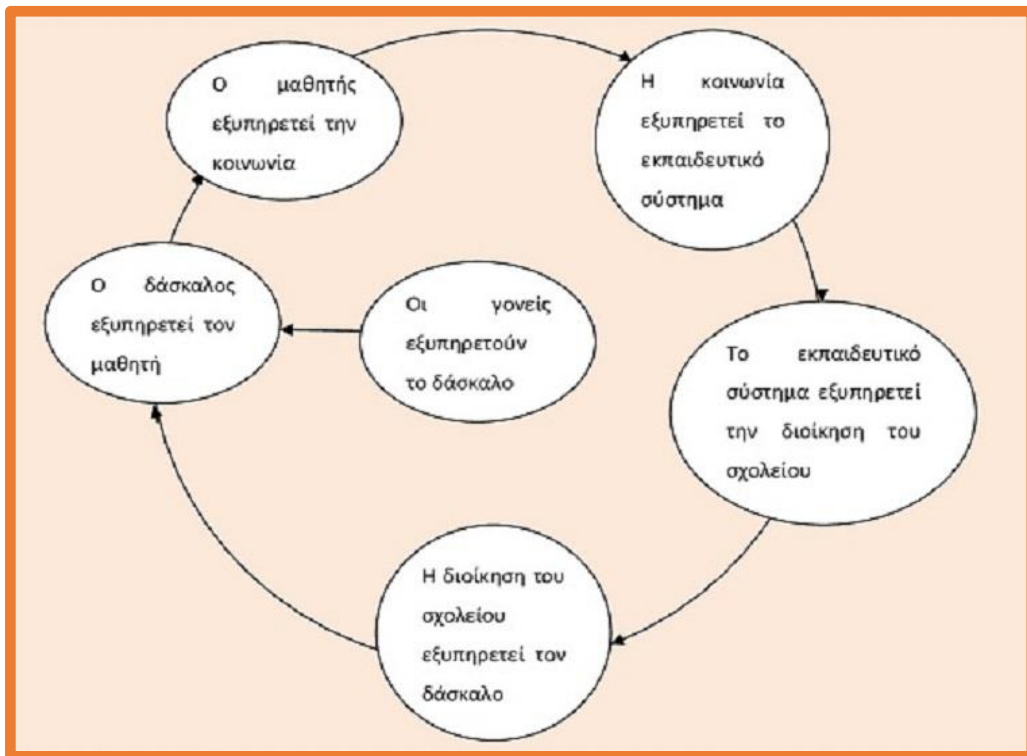 Ο μαθητής
εξυπηρετεί την
κοινωνία
Η κοινωνία
εξυπηρετεί το
εκπαιδευτικό
σύστημα
Το εκπαιδευτικό
σύστημα εξυπηρετεί
την διοίκηση του
σχολείου
Η διοίκηση του
σχολείου
εξυπηρετεί τον
δάσκαλο
Ο δάσκαλος
εξυπηρετεί τον
μαθητή
Οι γονείς
εξυπηρετούν
το δάσκαλο